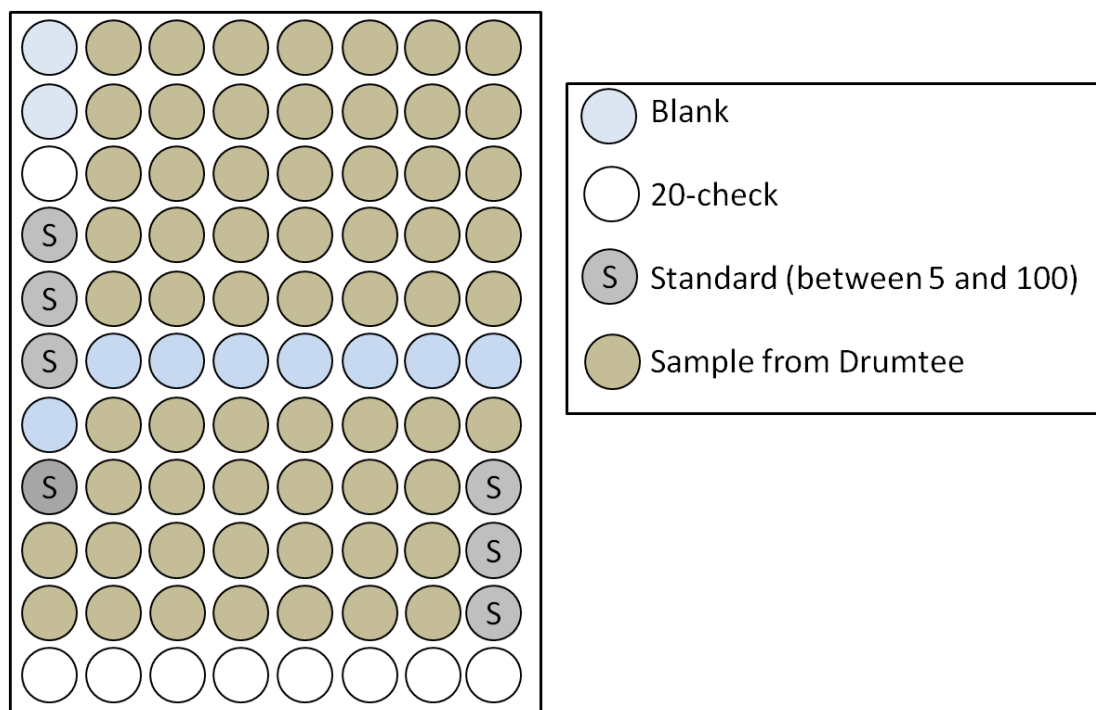 Blank
20-check
S
S
S Standard (between 5 and 100)
S
Sample from Drumtee
S S
S
S